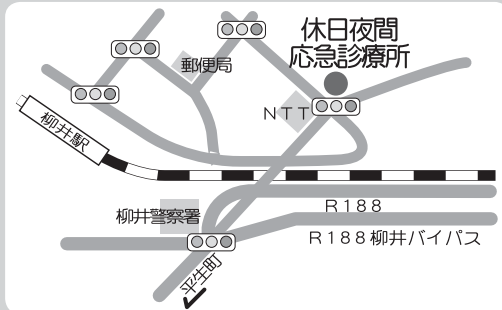 休日夜間
応急診療所
郵便局
NTT
柳井駅
R188
柳井警察署
R188柳井バイパス
平生町